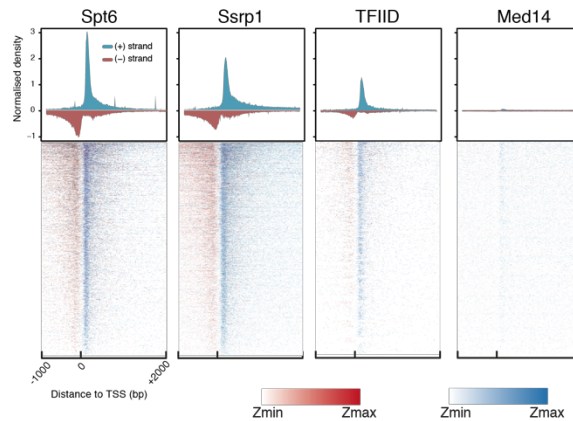 Spt6 Ssrp1 TFIID Med14
Normalised density
3
2
1
0
−1
(+) strand
(−) strand
-1000 0 +2000
Distance to TSS (bp)
Zmin Zmax Zmin Zmax